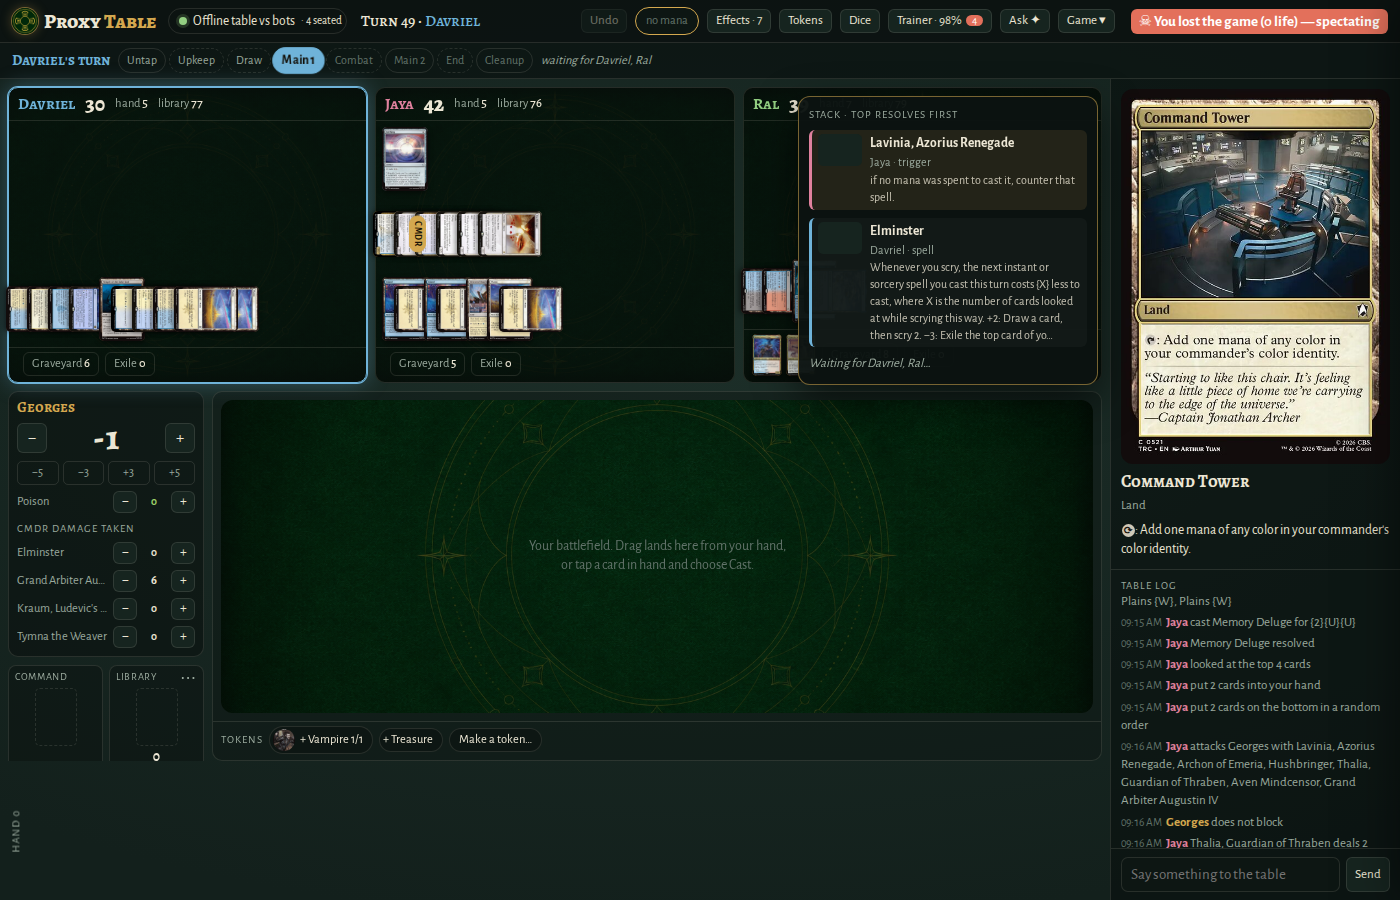 PROXY TABLE
Offline table vs bots · 4 seated
TURN 49 · DAVRIEL
Undo
no mana
Effects · 7
Tokens
Dice
Trainer · 98% 4
Ask ✦
Game ▾
☠ You lost the game (0 life) — spectating
DAVRIEL'S TURN
Untap
Upkeep
Draw
Main 1
Combat
Main 2
End
Cleanup
waiting for Davriel, Ral
DAVRIEL 30 hand 5 library 77
Graveyard 6
Exile 0
JAYA 42 hand 5 library 76
CMDR
Graveyard 5
Exile 0
RAL
STACK · TOP RESOLVES FIRST
Lavinia, Azorius Renegade
Jaya · trigger
if no mana was spent to cast it, counter that
spell.
Elminster
Davriel · spell
Whenever you scry, the next instant or
sorcery spell you cast this turn costs {X} less to
cast, where X is the number of cards looked
at while scrying this way. +2: Draw a card,
then scry 2. −3: Exile the top card of yo…
Waiting for Davriel, Ral…
GEORGES
− -1 +
−5 −3 +3 +5
Poison − 0 +
CMDR DAMAGE TAKEN
Elminster − 0 +
Grand Arbiter Au… − 6 +
Kraum, Ludevic's … − 0 +
Tymna the Weaver − 0 +
COMMAND
LIBRARY ···
0
Your battlefield. Drag lands here from your hand,
or tap a card in hand and choose Cast.
TOKENS
+ Vampire 1/1
+ Treasure
Make a token…
HAND 0
Command Tower
Land
: Add one mana of any color in
your commander's color identity.
"Starting to like this chair. It's feeling
like a little piece of home we're carrying
to the edge of the universe."
—Captain Jonathan Archer
C 0521
TRC • EN ARTHUR YUAN
© 2026 CBS.
™ & © 2026 Wizards of the Coast
COMMAND TOWER
Land
: Add one mana of any color in your commander's
color identity.
TABLE LOG
Plains {W}, Plains {W}
09:15 AM Jaya cast Memory Deluge for {2}{U}{U}
09:15 AM Jaya Memory Deluge resolved
09:15 AM Jaya looked at the top 4 cards
09:15 AM Jaya put 2 cards into your hand
09:15 AM Jaya put 2 cards on the bottom in a random
order
09:16 AM Jaya attacks Georges with Lavinia, Azorius
Renegade, Archon of Emeria, Hushbringer, Thalia,
Guardian of Thraben, Aven Mindcensor, Grand
Arbiter Augustin IV
09:16 AM Georges does not block
09:16 AM Jaya Thalia, Guardian of Thraben deals 2
Say something to the table
Send